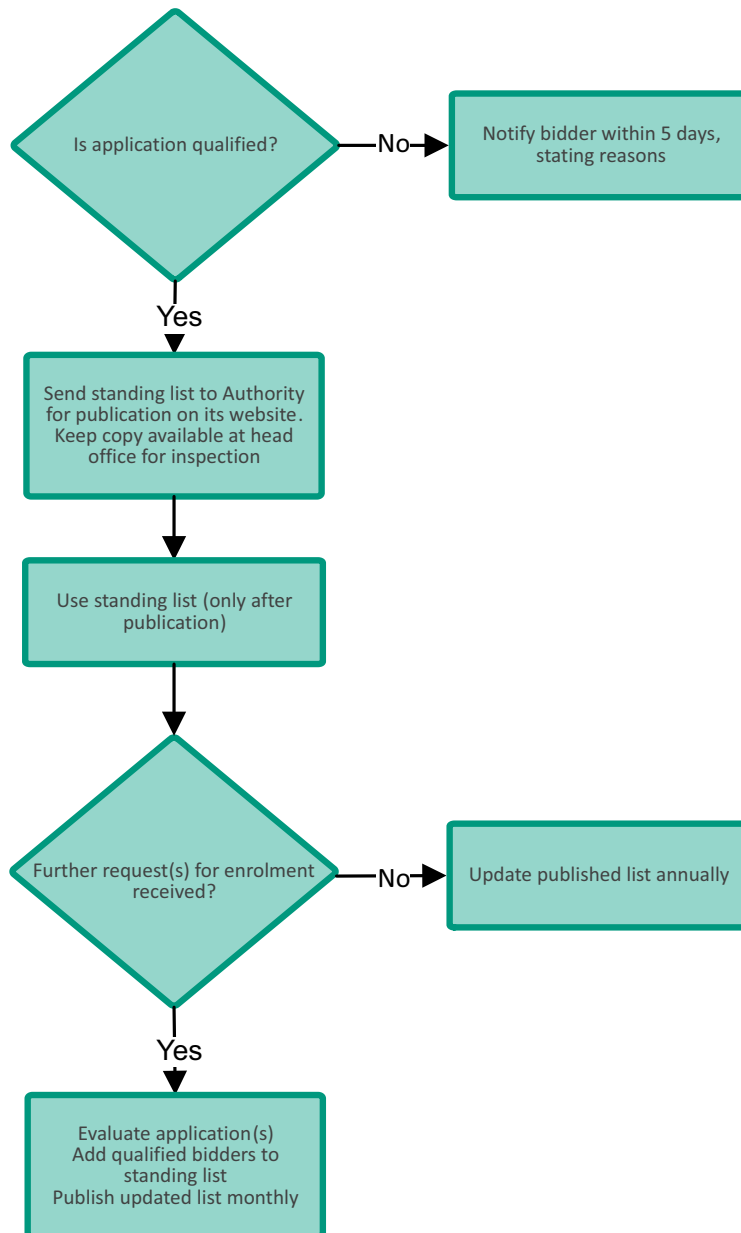 Is application qualified?
No
Notify bidder within 5 days,
stating reasons
Yes
Send standing list to Authority
for publication on its website.
Keep copy available at head
office for inspection
Use standing list (only after
publication)
Further request(s) for enrolment
received?
No
Update published list annually
Yes
Evaluate application(s)
Add qualified bidders to
standing list
Publish updated list monthly